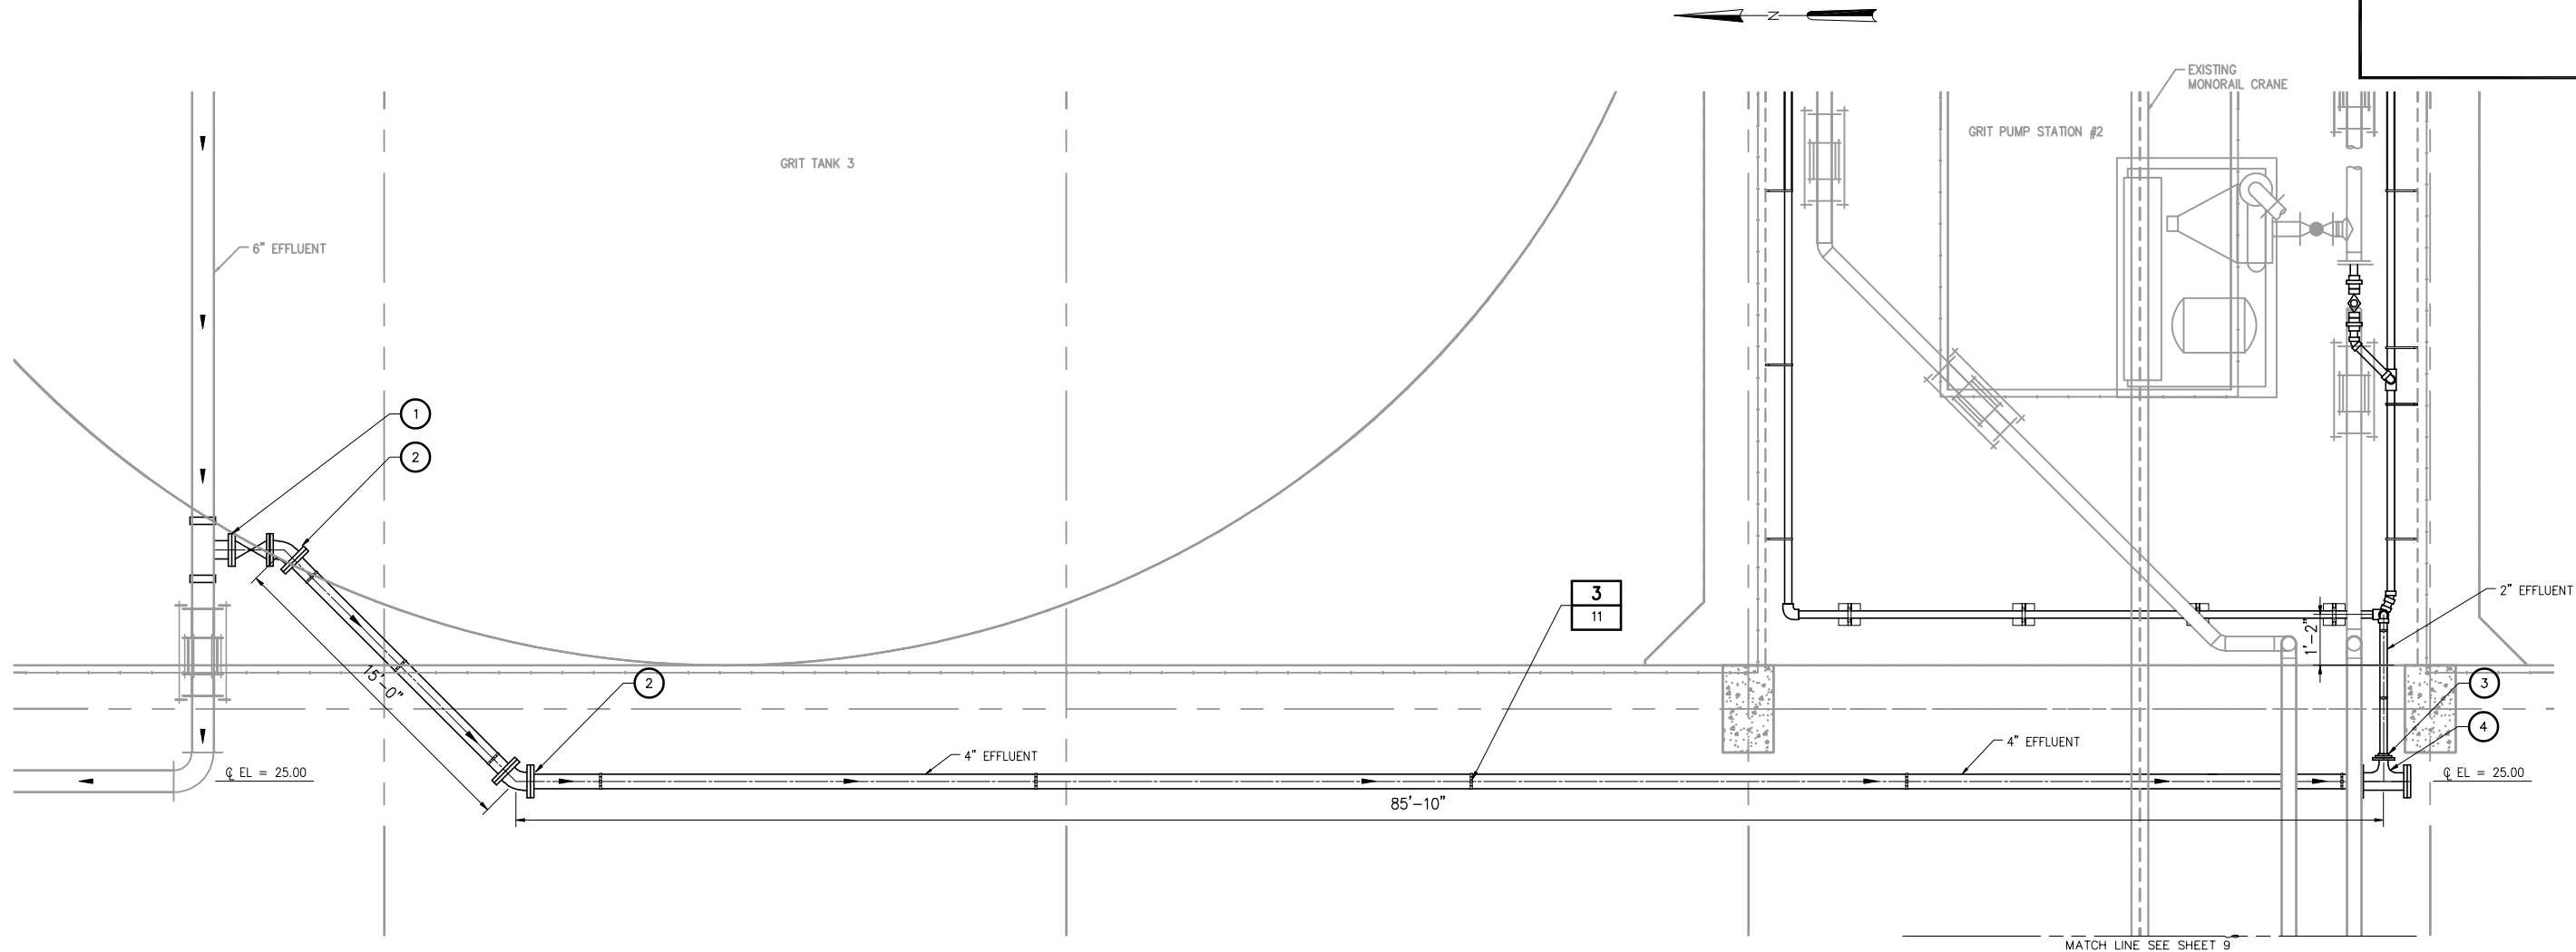 N
EXISTING
MONORAIL CRANE
GRIT PUMP STATION #2
GRIT TANK 3
6" EFFLUENT
1
2
3
11
2" EFFLUENT
1'-2"
15'-0"
2
3
4
4" EFFLUENT
4" EFFLUENT
℄ EL = 25.00
℄ EL = 25.00
85'-10"
MATCH LINE SEE SHEET 9